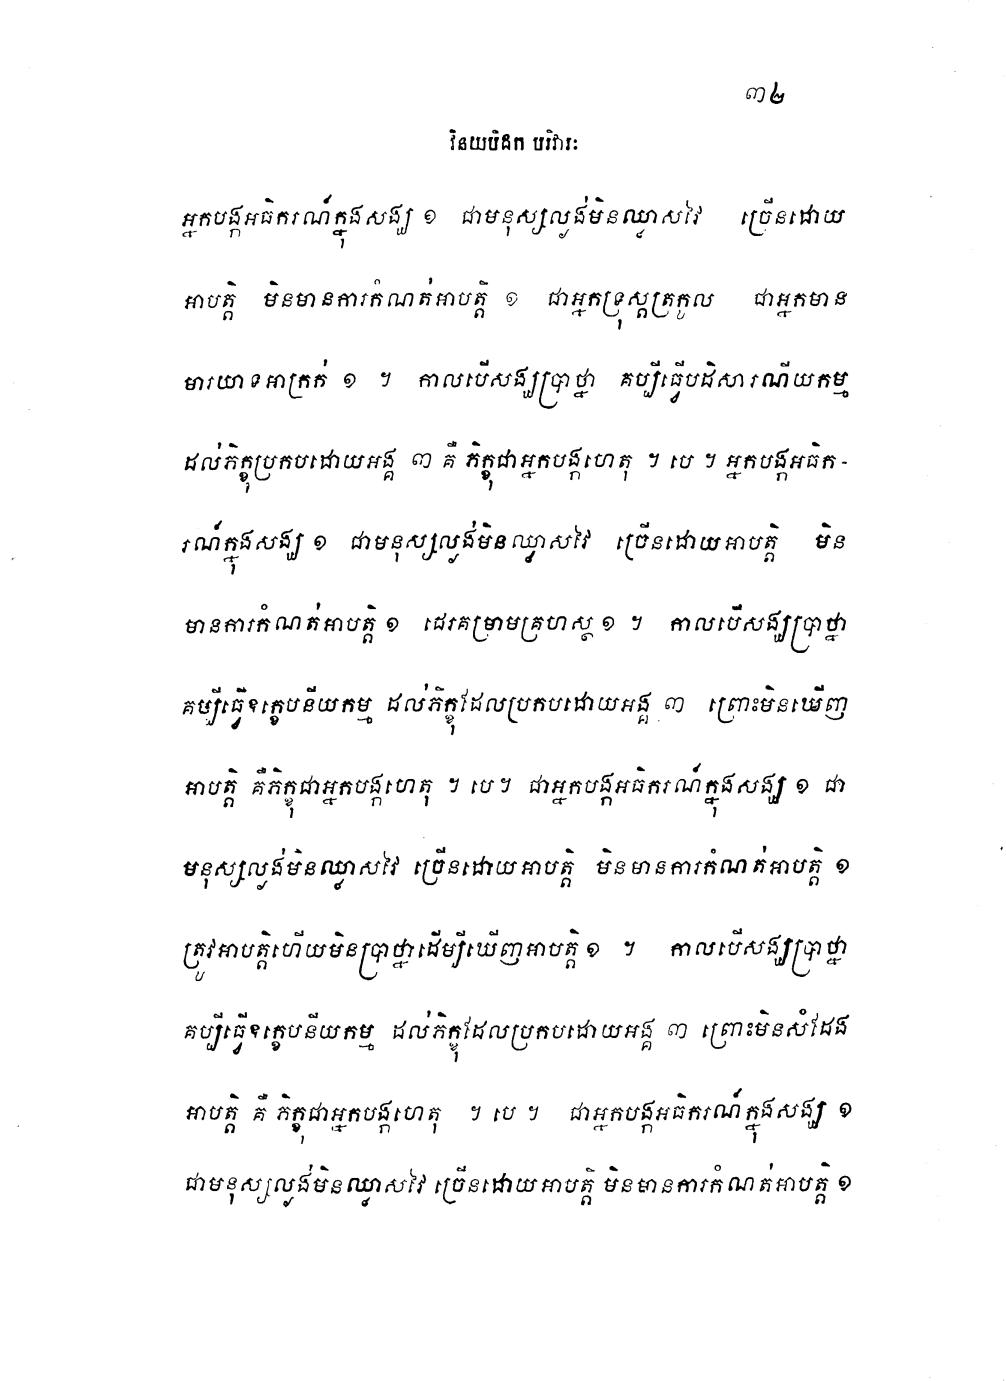 ៣២
វិនយបិដក បរិវារៈ
អ្នកបង្កអធិករណ៍ក្នុងសង្ឃ ១ ជាមនុស្សល្ងង់មិនឈ្លាសវៃ ច្រើនដោយ
អាបត្តិ មិនមានការកំណត់អាបត្តិ ១ ជាអ្នកទ្រុស្តត្រកូល ជាអ្នកមាន
មារយាទអាក្រក់ ១ ។ កាលបើសង្ឃប្រាថ្នា គប្បីធ្វើបដិសារណីយកម្ម
ដល់ភិក្ខុប្រកបដោយអង្គ ៣ គឺ ភិក្ខុជាអ្នកបង្កហេតុ ។ បេ ។ អ្នកបង្កអធិក-
រណ៍ក្នុងសង្ឃ ១ ជាមនុស្សល្ងង់មិនឈ្លាសវៃ ច្រើនដោយអាបត្តិ មិន
មានការកំណត់អាបត្តិ ១ ដេរគម្រាមគ្រហស្ថ ១ ។ កាលបើសង្ឃប្រាថ្នា
គប្បីធ្វើឧក្ខេបនីយកម្ម ដល់ភិក្ខុដែលប្រកបដោយអង្គ ៣ ព្រោះមិនឃើញ
អាបត្តិ គឺភិក្ខុជាអ្នកបង្កហេតុ ។ បេ។ ជាអ្នកបង្កអធិករណ៍ក្នុងសង្ឃ ១ ជា
មនុស្សល្ងង់មិនឈ្លាសវៃ ច្រើនដោយអាបត្តិ មិនមានការកំណត់អាបត្តិ ១
ត្រូវអាបត្តិហើយមិនប្រាថ្នាដើម្បីឃើញអាបត្តិ ១ ។ កាលបើសង្ឃប្រាថ្នា
គប្បីធ្វើឧក្ខេបនីយកម្ម ដល់ភិក្ខុដែលប្រកបដោយអង្គ ៣ ព្រោះមិនសំដែង
អាបត្តិ គឺ ភិក្ខុជាអ្នកបង្កហេតុ ។ បេ ។ ជាអ្នកបង្កអធិករណ៍ក្នុងសង្ឃ ១
ជាមនុស្សល្ងង់មិនឈ្លាសវៃ ច្រើនដោយអាបត្តិ មិនមានការកំណត់អាបត្តិ ១